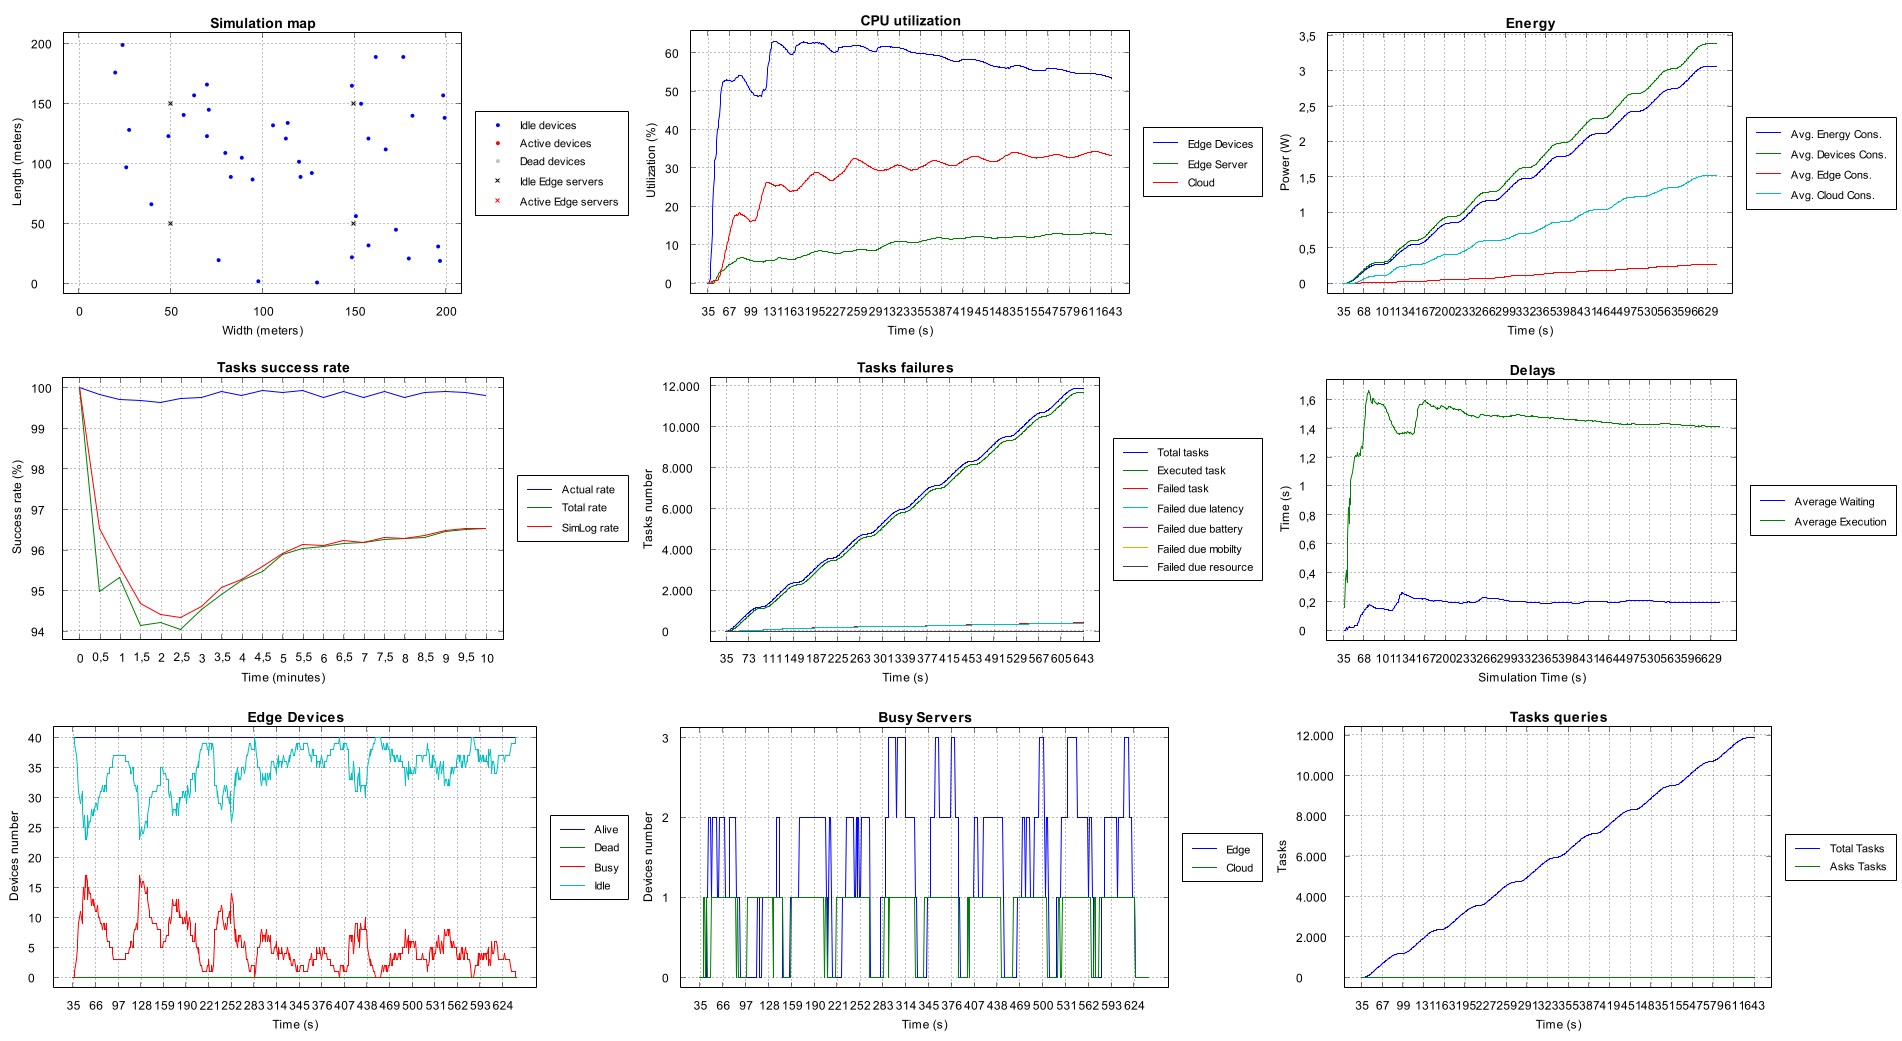 Simulation map
CPU utilization
Energy
200
150
100
50
0
Length (meters)
0 50 100 150 200
Width (meters)
Idle devices
Active devices
Dead devices
Idle Edge servers
Active Edge servers
60
50
40
30
20
10
0
Utilization (%)
35 67 99 131163195227259291323355387419451483515547579611643
Time (s)
Edge Devices
Edge Server
Cloud
3,5
3
2,5
2
1,5
1
0,5
0
Power (W)
35 68 101134167200233266299332365398431464497530563596629
Time (s)
Avg. Energy Cons.
Avg. Devices Cons.
Avg. Edge Cons.
Avg. Cloud Cons.
Tasks success rate
Tasks failures
Delays
100
99
98
97
96
95
94
Success rate (%)
0 0,5 1 1,5 2 2,5 3 3,5 4 4,5 5 5,5 6 6,5 7 7,5 8 8,5 9 9,5 10
Time (minutes)
Actual rate
Total rate
SimLog rate
12.000
10.000
8.000
6.000
4.000
2.000
0
Tasks number
35 73 111149187225263301339377415453491529567605643
Time (s)
Total tasks
Executed task
Failed task
Failed due latency
Failed due battery
Failed due mobilty
Failed due resource
1,6
1,4
1,2
1
0,8
0,6
0,4
0,2
0
Time (s)
35 68 101134167200233266299332365398431464497530563596629
Simulation Time (s)
Average Waiting
Average Execution
Edge Devices
Busy Servers
Tasks queries
40
35
30
25
20
15
10
5
0
Devices number
35 66 97 128 159 190 221 252 283 314 345 376 407 438 469 500 531 562 593 624
Time (s)
Alive
Dead
Busy
Idle
3
2
1
0
Devices number
35 66 97 128 159 190 221 252 283 314 345 376 407 438 469 500 531 562 593 624
Time (s)
Edge
Cloud
12.000
10.000
8.000
6.000
4.000
2.000
0
Tasks
35 67 99 131163195227259291323355387419451483515547579611643
Time (s)
Total Tasks
Asks Tasks